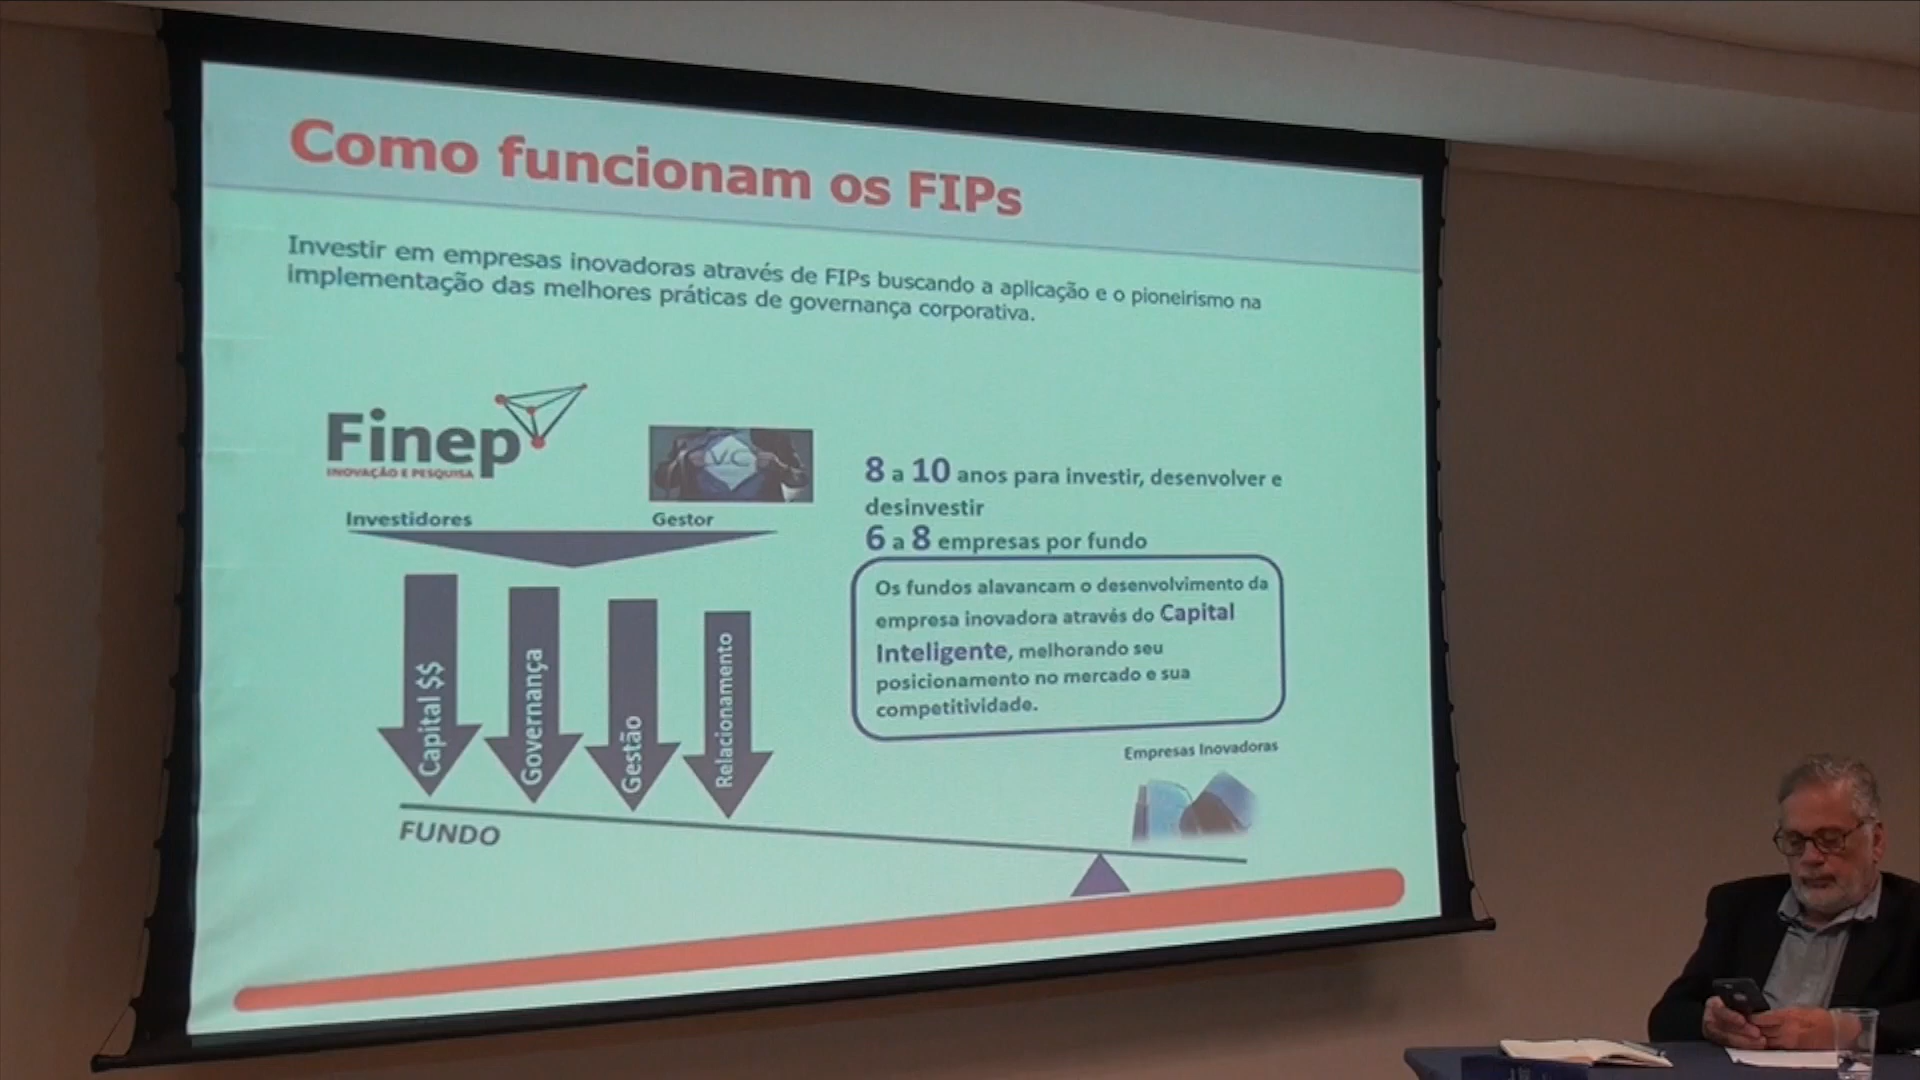 Como funcionam os FIPs
Investir em empresas inovadoras através de FIPs buscando a aplicação e o pioneirismo na
implementação das melhores práticas de governança corporativa.
Finep
INOVAÇÃO E PESQUISA
V.C
Investidores
Gestor
8 a 10 anos para investir, desenvolver e
desinvestir
6 a 8 empresas por fundo
Os fundos alavancam o desenvolvimento da
empresa inovadora através do Capital
Inteligente, melhorando seu
posicionamento no mercado e sua
competitividade.
Capital $$
Governança
Gestão
Relacionamento
Empresas Inovadoras
FUNDO